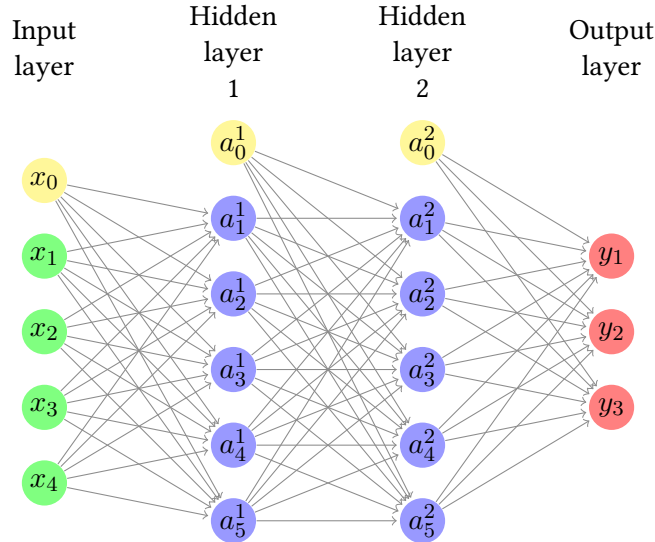 Input
layer
Hidden
layer
1
Hidden
layer
2
Output
layer
x₀
x₁
x₂
x₃
x₄
a₀¹
a₁¹
a₂¹
a₃¹
a₄¹
a₅¹
a₀²
a₁²
a₂²
a₃²
a₄²
a₅²
y₁
y₂
y₃